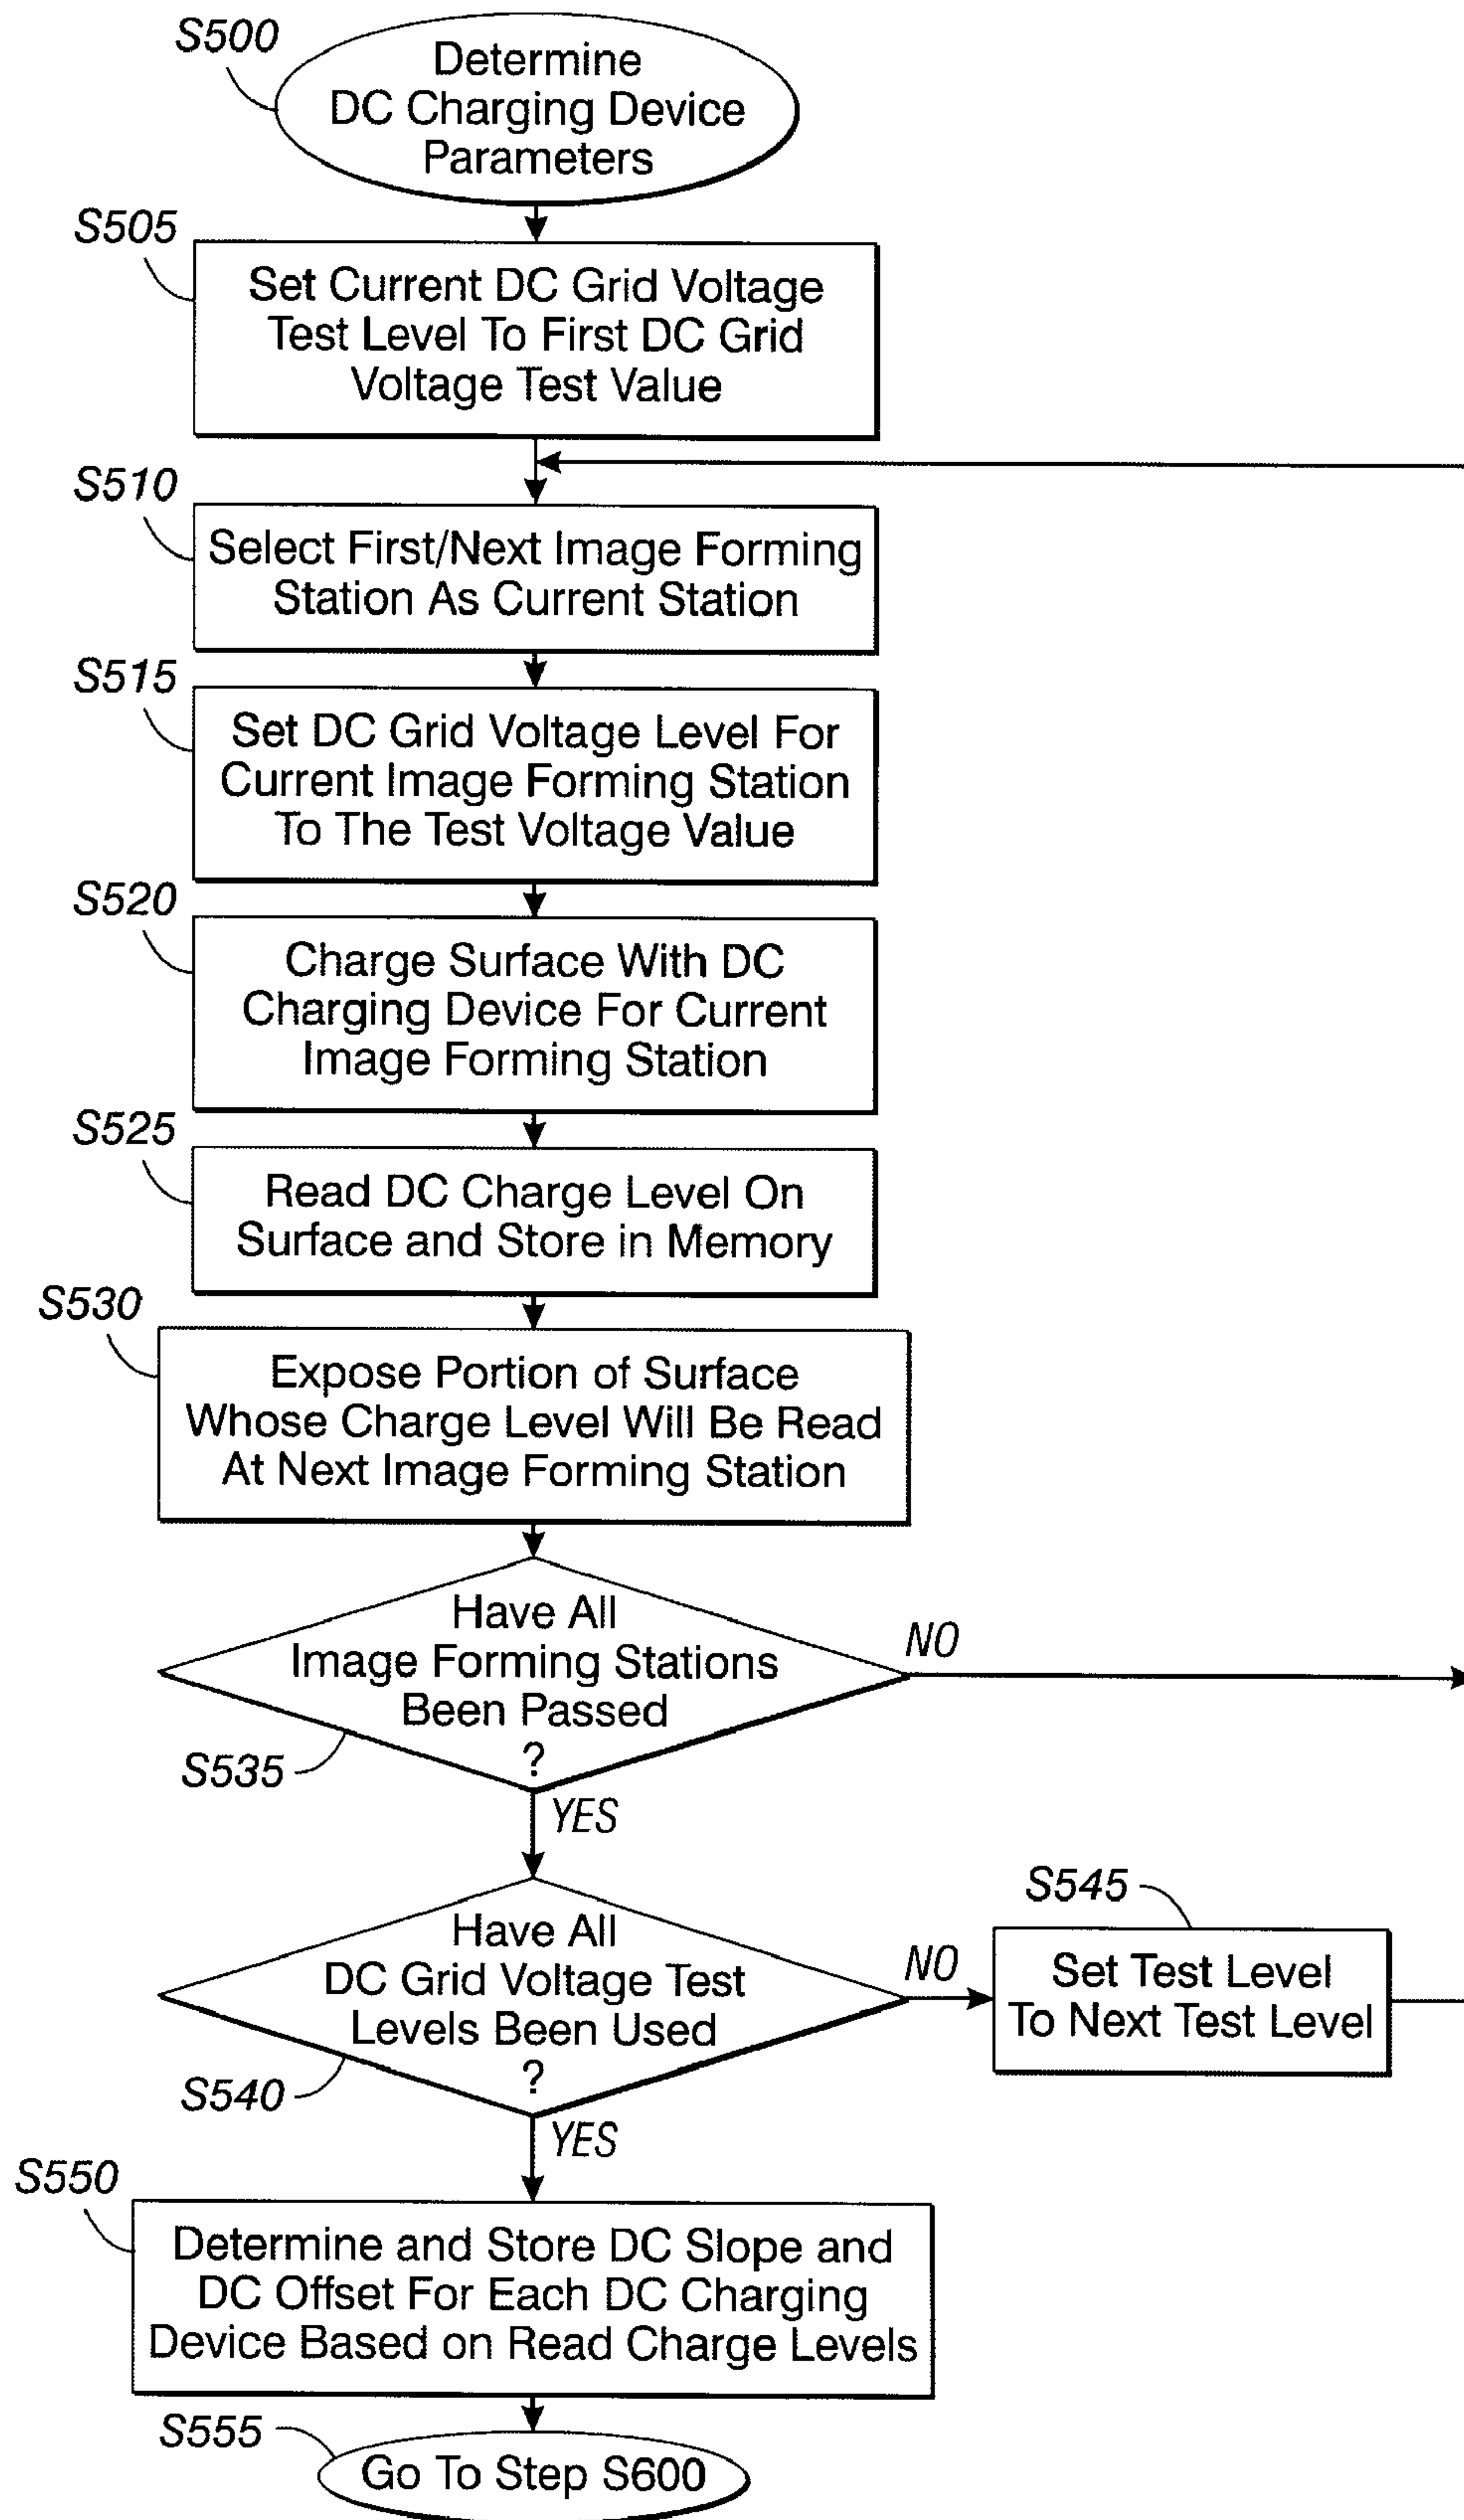 S500
Determine
DC Charging Device
Parameters
S505
Set Current DC Grid Voltage
Test Level To First DC Grid
Voltage Test Value
S510
Select First/Next Image Forming
Station As Current Station
S515
Set DC Grid Voltage Level For
Current Image Forming Station
To The Test Voltage Value
S520
Charge Surface With DC
Charging Device For Current
Image Forming Station
S525
Read DC Charge Level On
Surface and Store in Memory
S530
Expose Portion of Surface
Whose Charge Level Will Be Read
At Next Image Forming Station
Have All
Image Forming Stations
Been Passed
?
NO
S535
YES
Have All
DC Grid Voltage Test
Levels Been Used
?
NO
S545
Set Test Level
To Next Test Level
S540
YES
S550
Determine and Store DC Slope and
DC Offset For Each DC Charging
Device Based on Read Charge Levels
S555
Go To Step S600